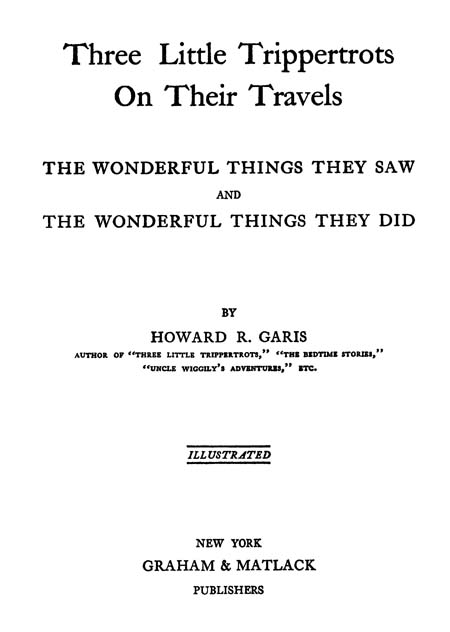 Three Little Trippertrots
On Their Travels
THE WONDERFUL THINGS THEY SAW
AND
THE WONDERFUL THINGS THEY DID
BY
HOWARD R. GARIS
AUTHOR OF “THREE LITTLE TRIPPERTROTS,” “THE BEDTIME STORIES,”
“UNCLE WIGGILY'S ADVENTURES,” ETC.
ILLUSTRATED
NEW YORK
GRAHAM & MATLACK
PUBLISHERS